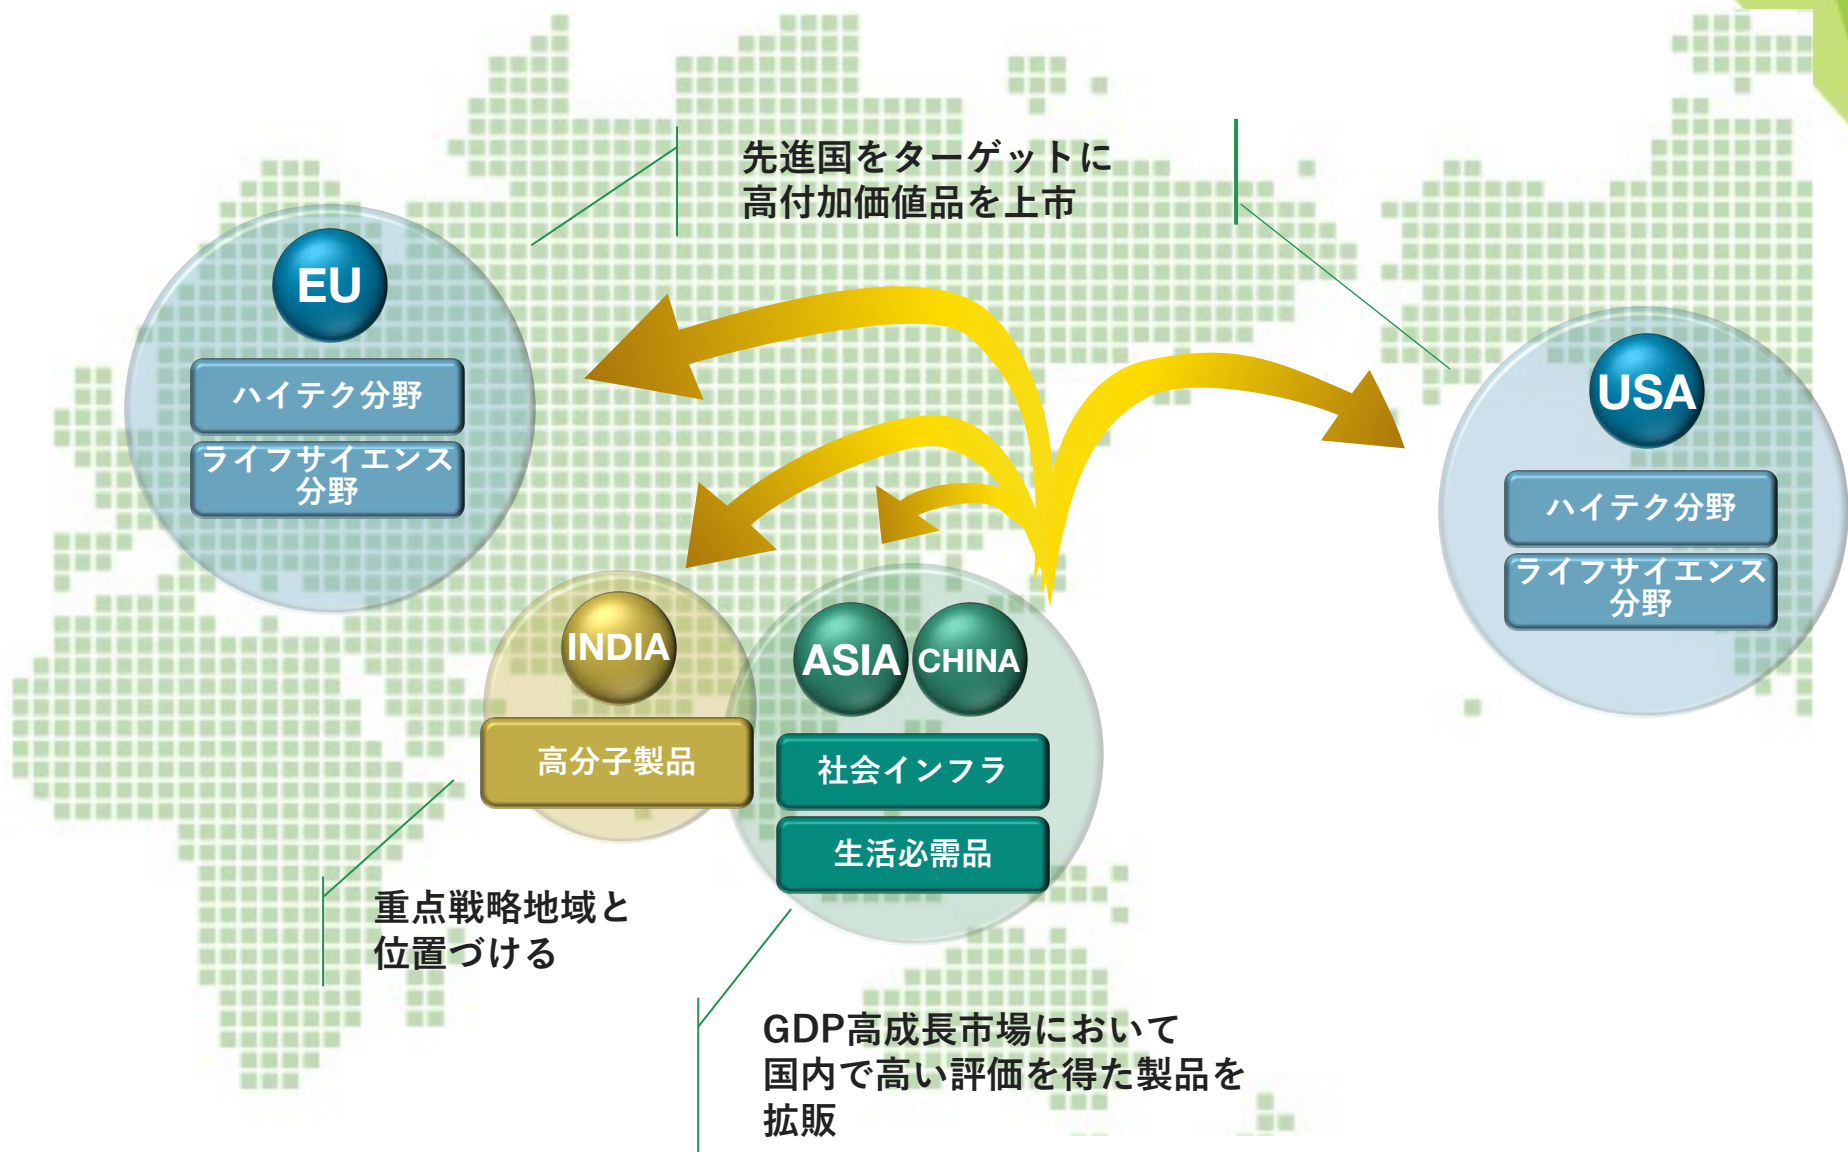 先進国をターゲットに
高付加価値品を上市
EU
ハイテク分野
ライフサイエンス
分野
USA
ハイテク分野
ライフサイエンス
分野
INDIA
高分子製品
ASIA
CHINA
社会インフラ
生活必需品
重点戦略地域と
位置づける
GDP高成長市場において
国内で高い評価を得た製品を
拡販